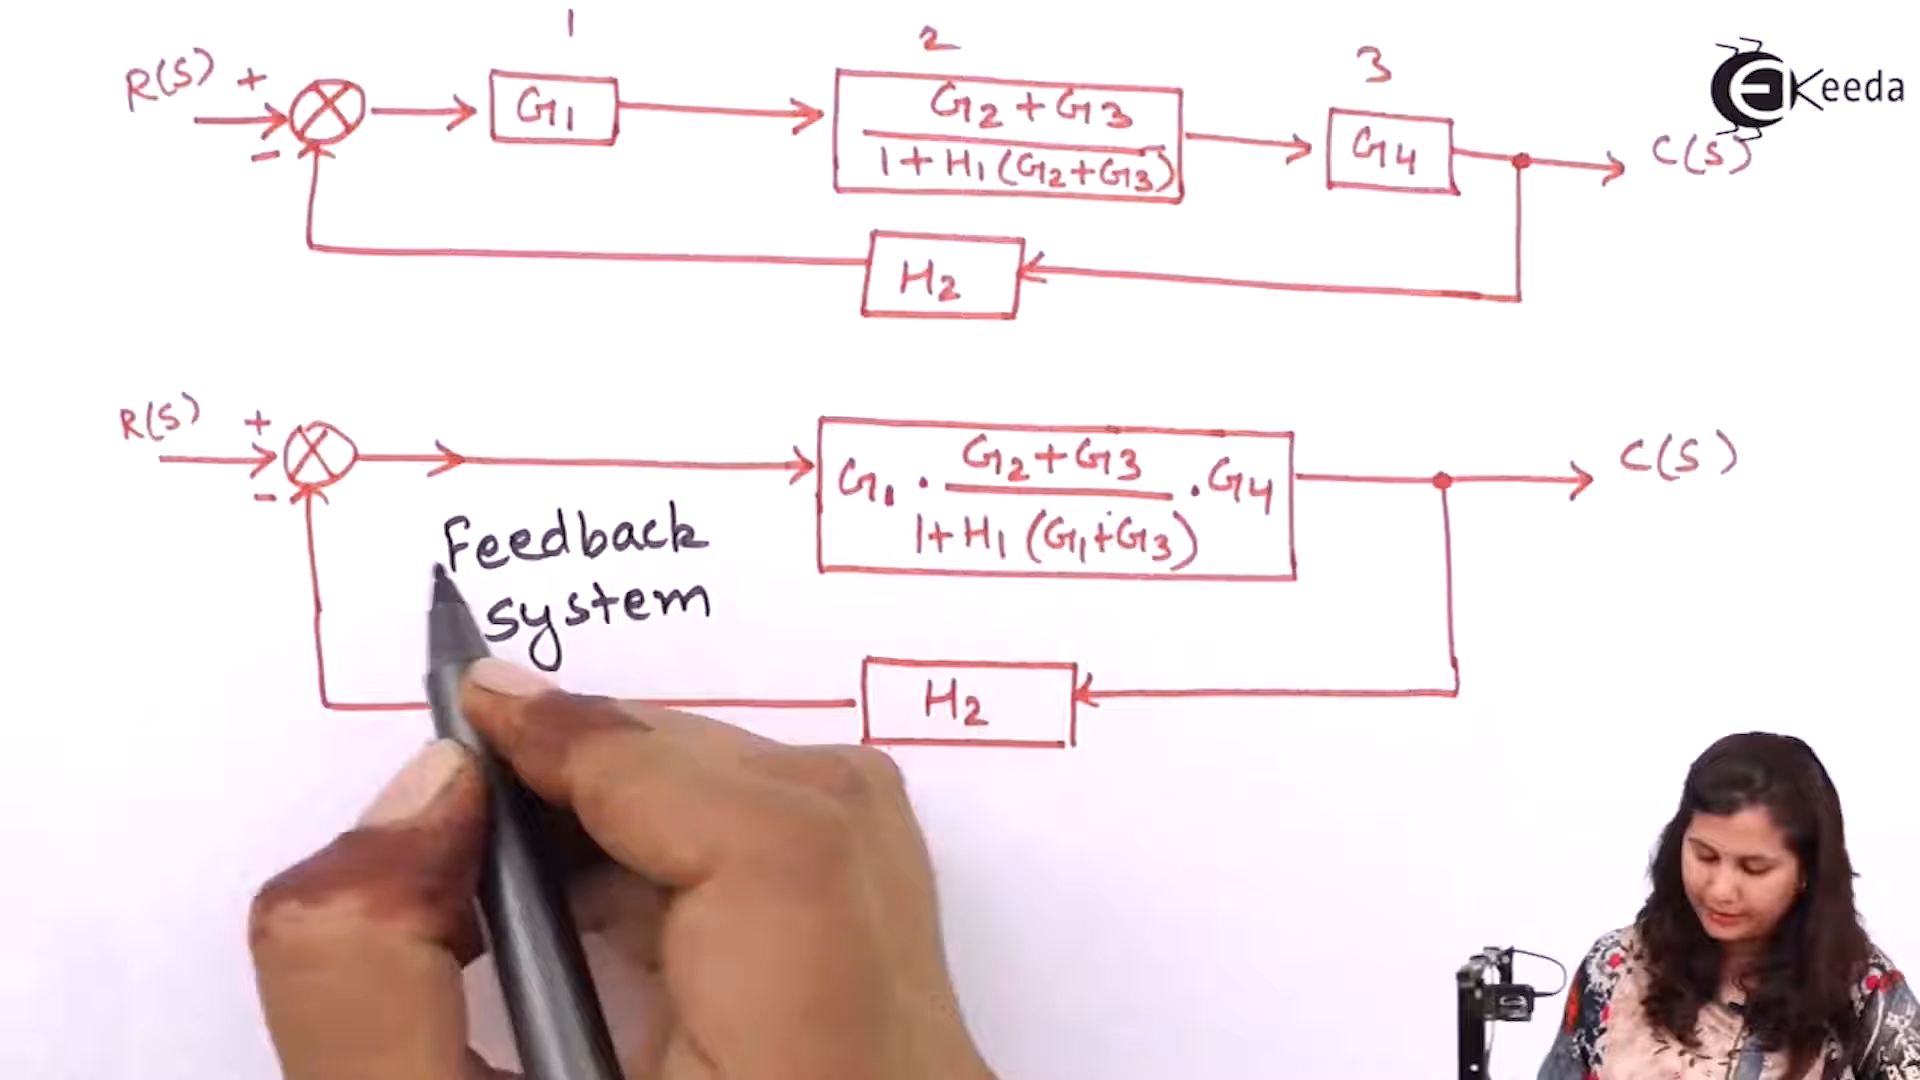 1 2 3
R(S) + G1 G2+G3 / 1+H1(G2+G3) G4 C(S)
-
H2
EKeeda
R(S) + G1 . G2+G3 / 1+H1(G1+G3) . G4 C(S)
-
Feedback
system
H2